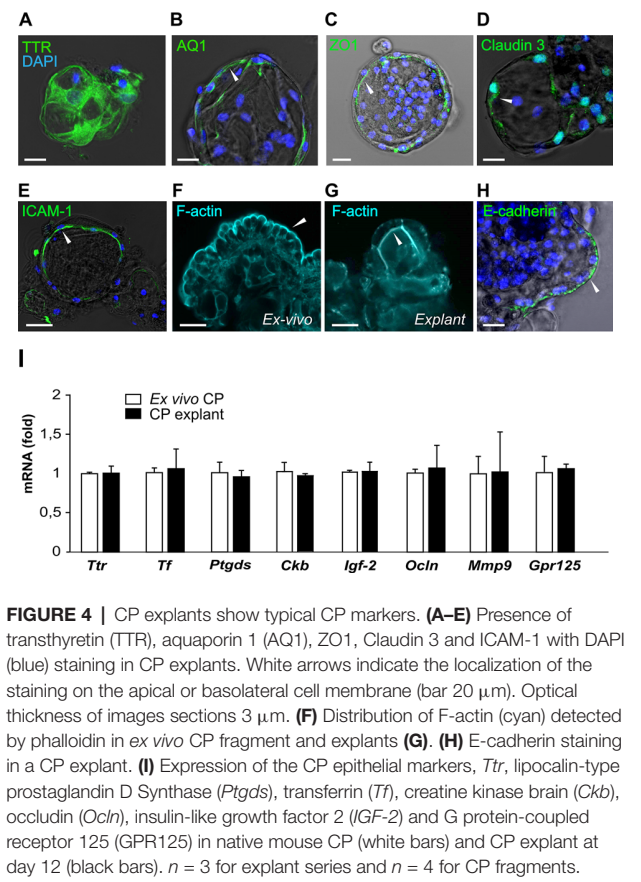 A
B
C
D
TTR
DAPI
AQ1
ZO1
Claudin 3
E
F
G
H
ICAM-1
F-actin
F-actin
E-cadherin
Ex-vivo
Explant
I
2
1,5
1
0,5
0
mRNA (fold)
Ex vivo CP
CP explant
Ttr Tf Ptgds Ckb Igf-2 Ocln Mmp9 Gpr125
FIGURE 4 | CP explants show typical CP markers. (A–E) Presence of
transthyretin (TTR), aquaporin 1 (AQ1), ZO1, Claudin 3 and ICAM-1 with DAPI
(blue) staining in CP explants. White arrows indicate the localization of the
staining on the apical or basolateral cell membrane (bar 20 μm). Optical
thickness of images sections 3 μm. (F) Distribution of F-actin (cyan) detected
by phalloidin in ex vivo CP fragment and explants (G). (H) E-cadherin staining
in a CP explant. (I) Expression of the CP epithelial markers, Ttr, lipocalin-type
prostaglandin D Synthase (Ptgds), transferrin (Tf), creatine kinase brain (Ckb),
occludin (Ocln), insulin-like growth factor 2 (IGF-2) and G protein-coupled
receptor 125 (GPR125) in native mouse CP (white bars) and CP explant at
day 12 (black bars). n = 3 for explant series and n = 4 for CP fragments.